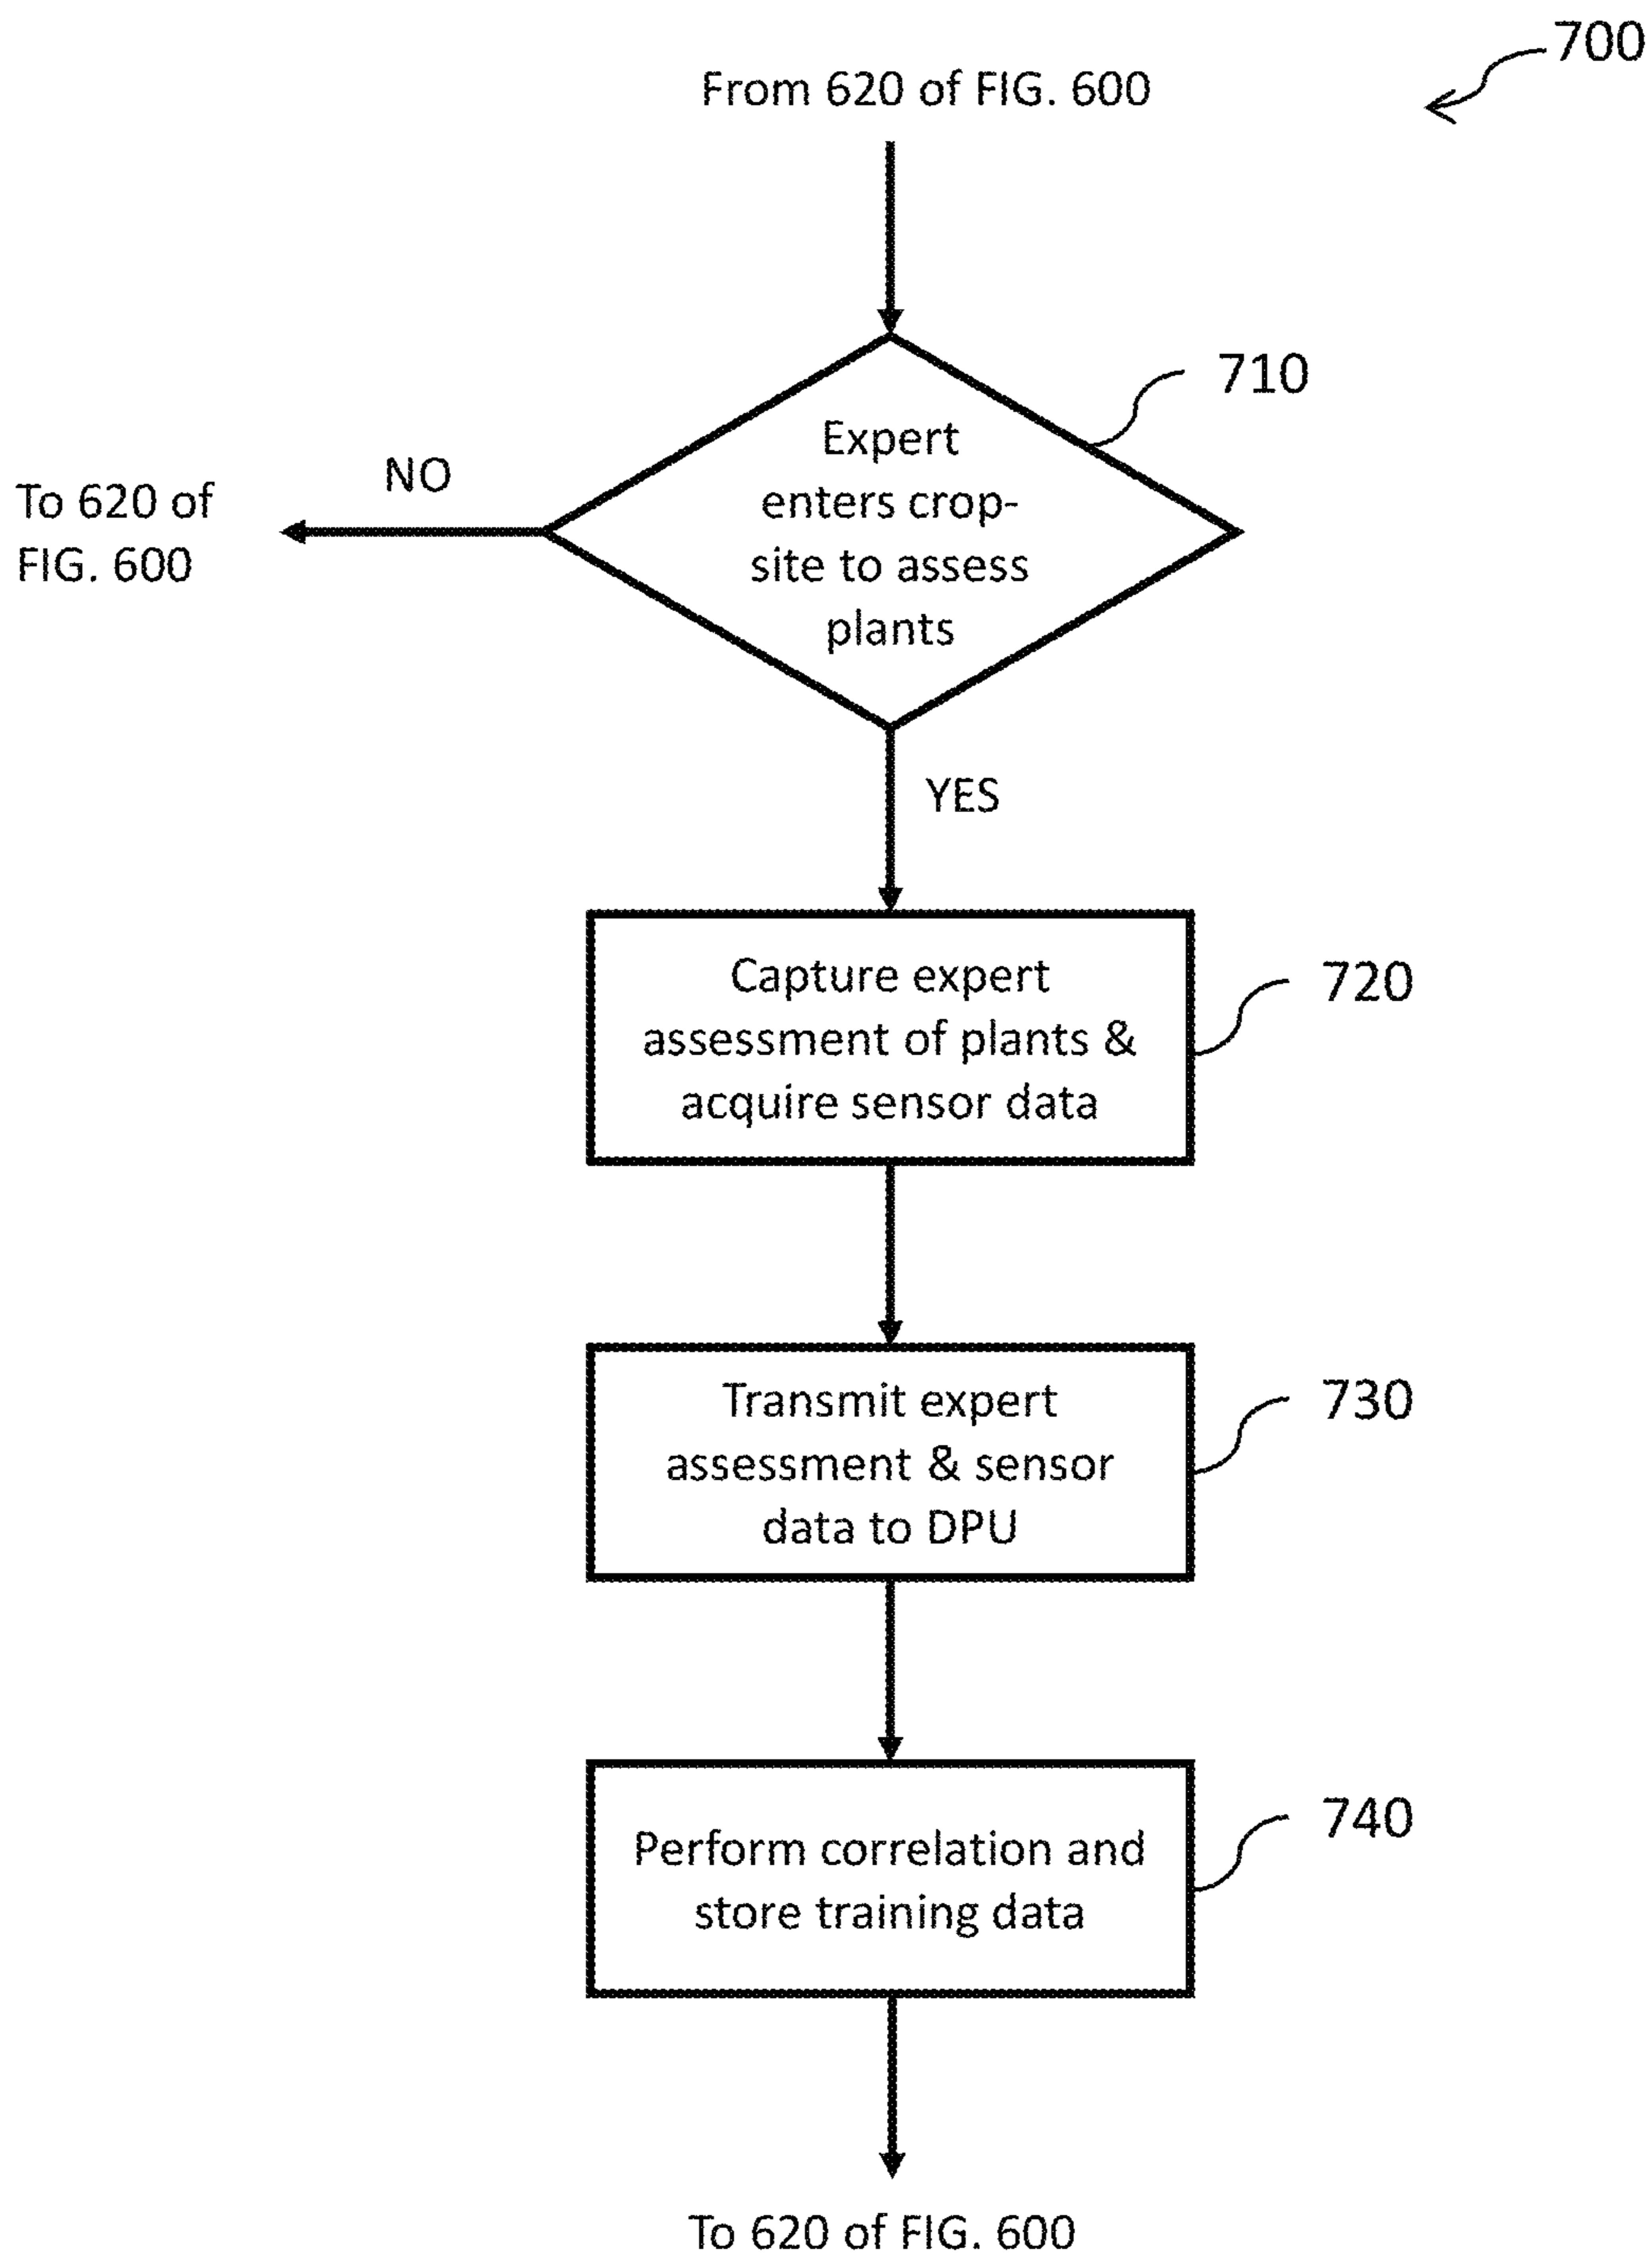 700
From 620 of FIG. 600
710
Expert
enters crop-
site to assess
plants
NO
To 620 of
FIG. 600
YES
Capture expert
assessment of plants &
acquire sensor data
720
Transmit expert
assessment & sensor
data to DPU
730
Perform correlation and
store training data
740
To 620 of FIG. 600